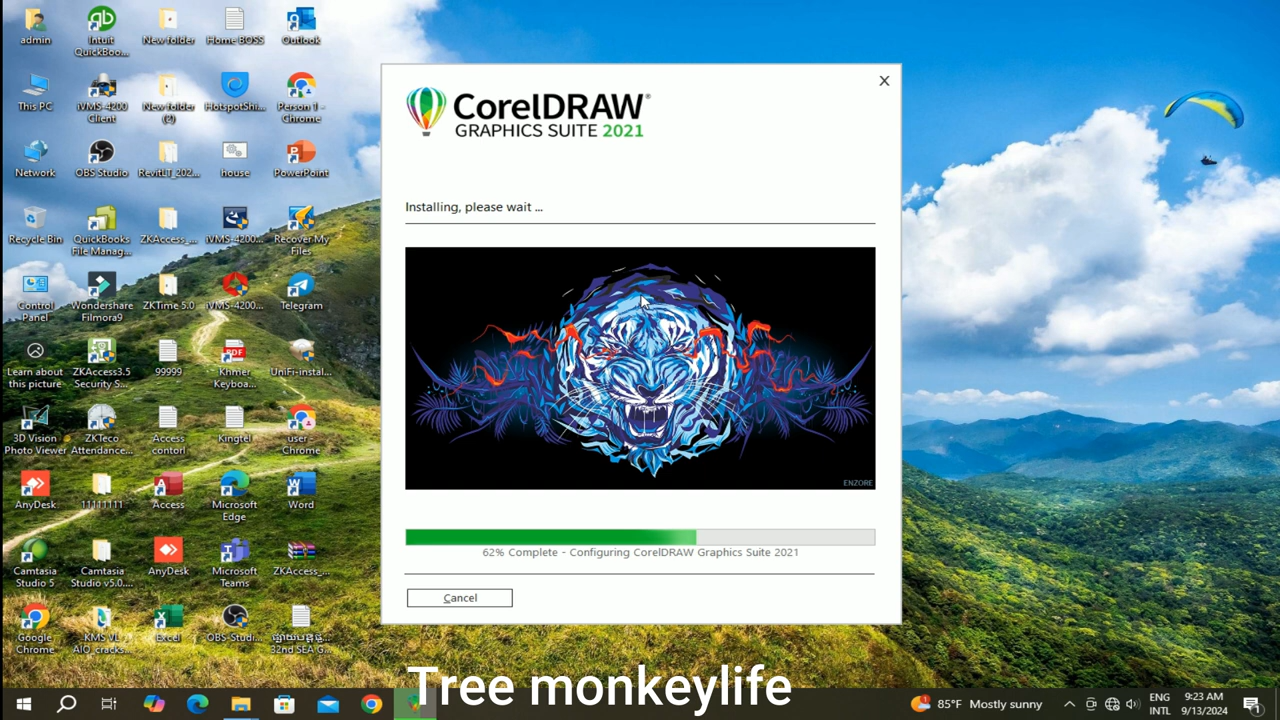 admin
Intuit
QuickBoo...
New folder
Home BOSS
Outlook
This PC
iVMS-4200
Client
New folder
(2)
HotspotShi...
Person 1 -
Chrome
Network
OBS Studio
RevitLT_202...
house
PowerPoint
Recycle Bin
QuickBooks
File Manag...
ZKAccess_...
iVMS-4200...
Recover My
Files
Control
Panel
Wondershare
Filmora9
ZKTime 5.0
iVMS-4200...
Telegram
Learn about
this picture
ZKAccess3.5
Security S...
99999
Khmer
Keyboa...
UniFi-instal...
3D Vision
Photo Viewer
ZKTeco
Attendance...
Access
contorl
Kingtel
user -
Chrome
AnyDesk
11111111
Access
Microsoft
Edge
Word
Camtasia
Studio 5
Camtasia
Studio v5.0....
AnyDesk
Microsoft
Teams
ZKAccess_...
Google
Chrome
KMS VL
AIO_cracks...
Excel
OBS-Studi...
32nd SEA G...
CorelDRAW®
GRAPHICS SUITE 2021
Installing, please wait ...
ENZORE
62% Complete - Configuring CorelDRAW Graphics Suite 2021
Cancel
Tree monkeylife
85°F Mostly sunny
ENG
INTL
9:23 AM
9/13/2024